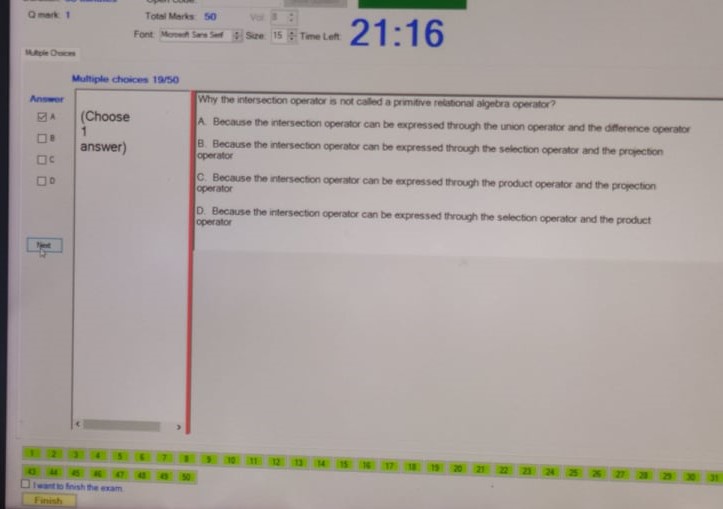 Q mark: 1
Total Marks: 50
Vol: 8
Font: Microsoft Sans Serif
Size: 15
Time Left: 21:16
Multiple Choices
Multiple choices 19/50
Answer
A
B
C
D
(Choose
1
answer)
Next
Why the intersection operator is not called a primitive relational algebra operator?
A. Because the intersection operator can be expressed through the union operator and the difference operator
B. Because the intersection operator can be expressed through the selection operator and the projection
operator
C. Because the intersection operator can be expressed through the product operator and the projection
operator
D. Because the intersection operator can be expressed through the selection operator and the product
operator
1 2 3 4 5 6 7 8 9 10 11 12 13 14 15 16 17 18 19 20 21 22 23 24 25 26 27 28 29 30 31
43 44 45 46 47 48 49 50
I want to finish the exam.
Finish